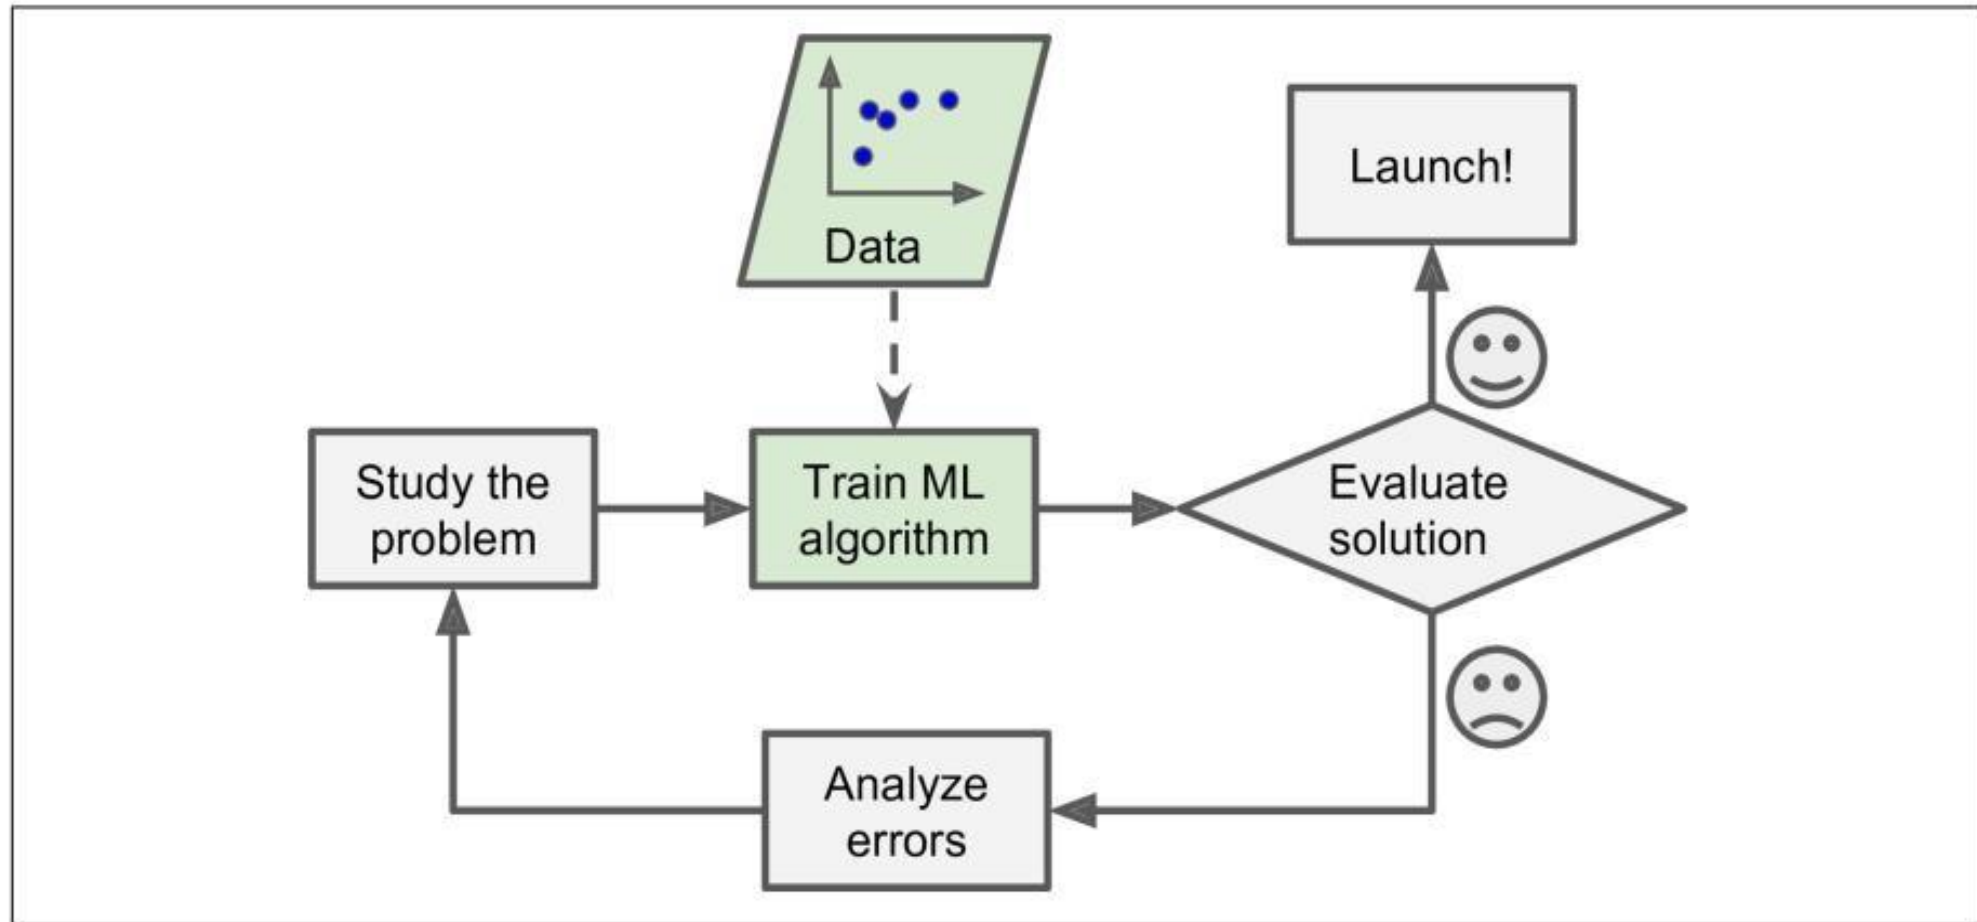 Data
Launch!
Study the
problem
Train ML
algorithm
Evaluate
solution
Analyze
errors